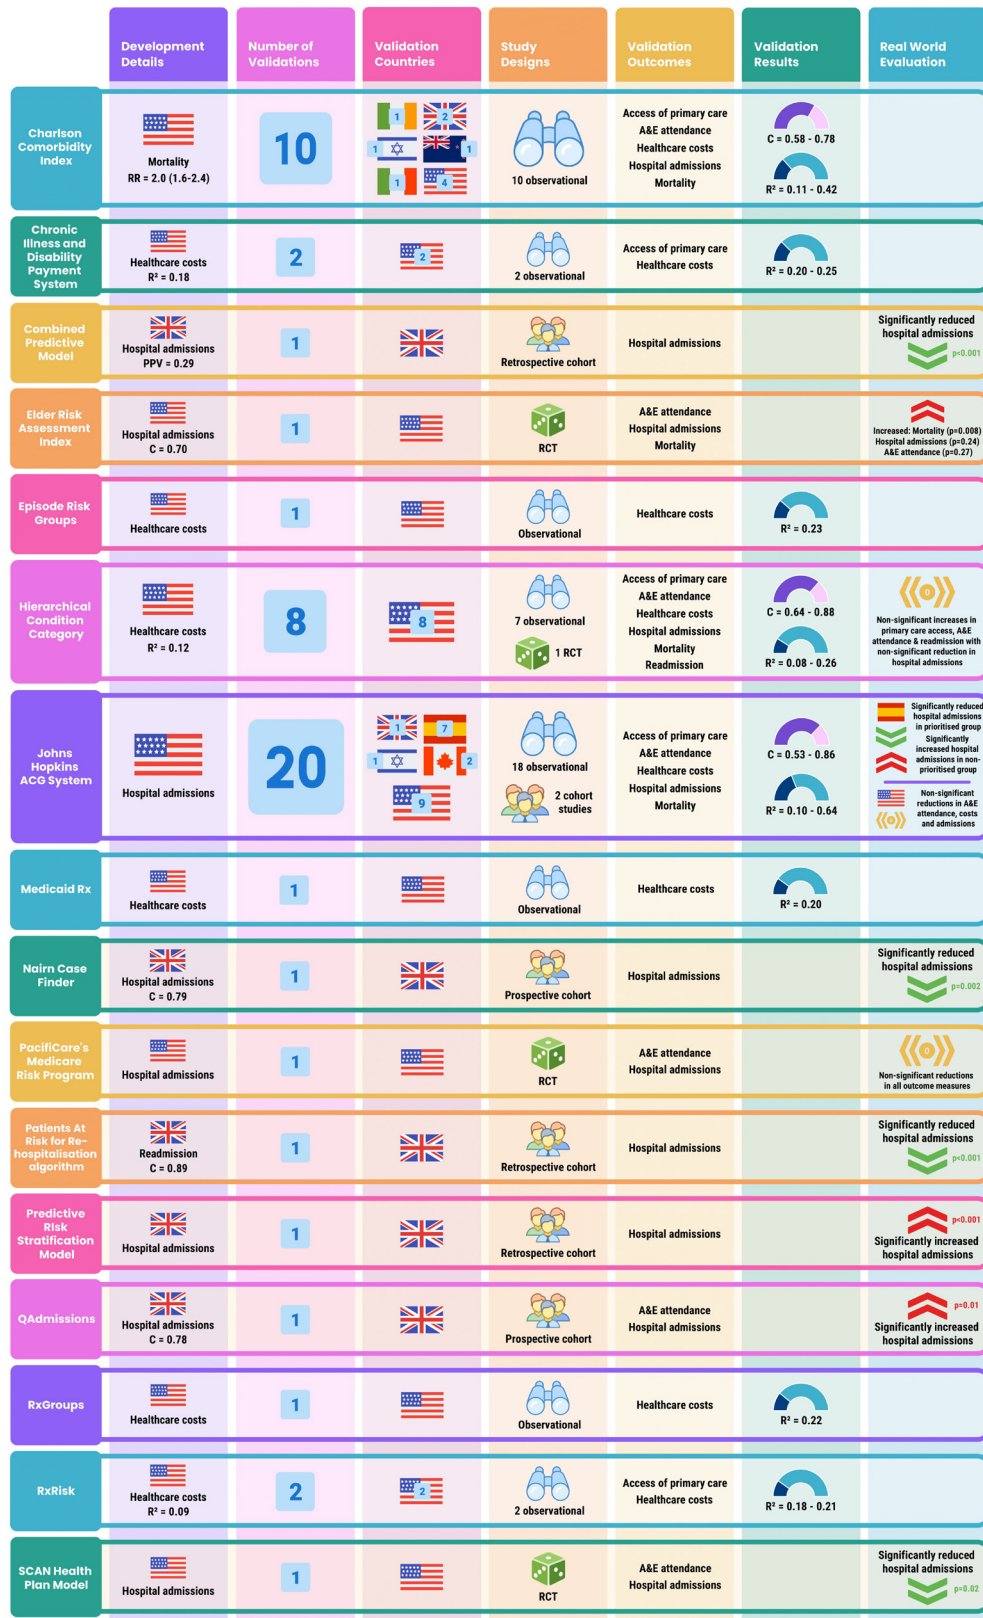 Development Details
Number of Validations
Validation Countries
Study Designs
Validation Outcomes
Validation Results
Real World Evaluation
Charlson
Comorbidity
Index
Mortality
RR = 2.0 (1.6-2.4)
10
1
2
1
1
1
4
10 observational
Access of primary care
A&E attendance
Healthcare costs
Hospital admissions
Mortality
C = 0.58 - 0.78
R² = 0.11 - 0.42
Chronic
Illness and
Disability
Payment
System
Healthcare costs
R² = 0.18
2
2
2 observational
Access of primary care
Healthcare costs
R² = 0.20 - 0.25
Combined
Predictive
Model
Hospital admissions
PPV = 0.29
1
Retrospective cohort
Hospital admissions
Significantly reduced
hospital admissions
p<0.001
Elder Risk
Assessment
Index
Hospital admissions
C = 0.70
1
RCT
A&E attendance
Hospital admissions
Mortality
Increased: Mortality (p=0.008)
Hospital admissions (p=0.24)
A&E attendance (p=0.27)
Episode Risk
Groups
Healthcare costs
1
Observational
Healthcare costs
R² = 0.23
Hierarchical
Condition
Category
Healthcare costs
R² = 0.12
8
8
7 observational
1 RCT
Access of primary care
A&E attendance
Healthcare costs
Hospital admissions
Mortality
Readmission
C = 0.64 - 0.88
R² = 0.08 - 0.26
0
Non-significant increases in
primary care access, A&E
attendance & readmission with
non-significant reduction in
hospital admissions
Johns
Hopkins
ACG System
Hospital admissions
20
1
7
1
2
9
18 observational
2 cohort
studies
Access of primary care
A&E attendance
Healthcare costs
Hospital admissions
Mortality
C = 0.53 - 0.86
R² = 0.10 - 0.64
Significantly reduced
hospital admissions
in prioritised group
Significantly
increased hospital
admissions in non-
prioritised group
Non-significant
reductions in A&E
attendance, costs
and admissions
0
Medicaid Rx
Healthcare costs
1
Observational
Healthcare costs
R² = 0.20
Nairn Case
Finder
Hospital admissions
C = 0.79
1
Prospective cohort
Hospital admissions
Significantly reduced
hospital admissions
p=0.002
PacifiCare's
Medicare
Risk Program
Hospital admissions
1
RCT
A&E attendance
Hospital admissions
0
Non-significant reductions
in all outcome measures
Patients At
Risk for Re-
hospitalisation
algorithm
Readmission
C = 0.89
1
Retrospective cohort
Hospital admissions
Significantly reduced
hospital admissions
p<0.001
Predictive
RIsk
Stratification
Model
Hospital admissions
1
Retrospective cohort
Hospital admissions
p<0.001
Significantly increased
hospital admissions
QAdmissions
Hospital admissions
C = 0.78
1
Prospective cohort
A&E attendance
Hospital admissions
p=0.01
Significantly increased
hospital admissions
RxGroups
Healthcare costs
1
Observational
Healthcare costs
R² = 0.22
RxRisk
Healthcare costs
R² = 0.09
2
2
2 observational
Access of primary care
Healthcare costs
R² = 0.18 - 0.21
SCAN Health
Plan Model
Hospital admissions
1
RCT
A&E attendance
Hospital admissions
Significantly reduced
hospital admissions
p=0.02